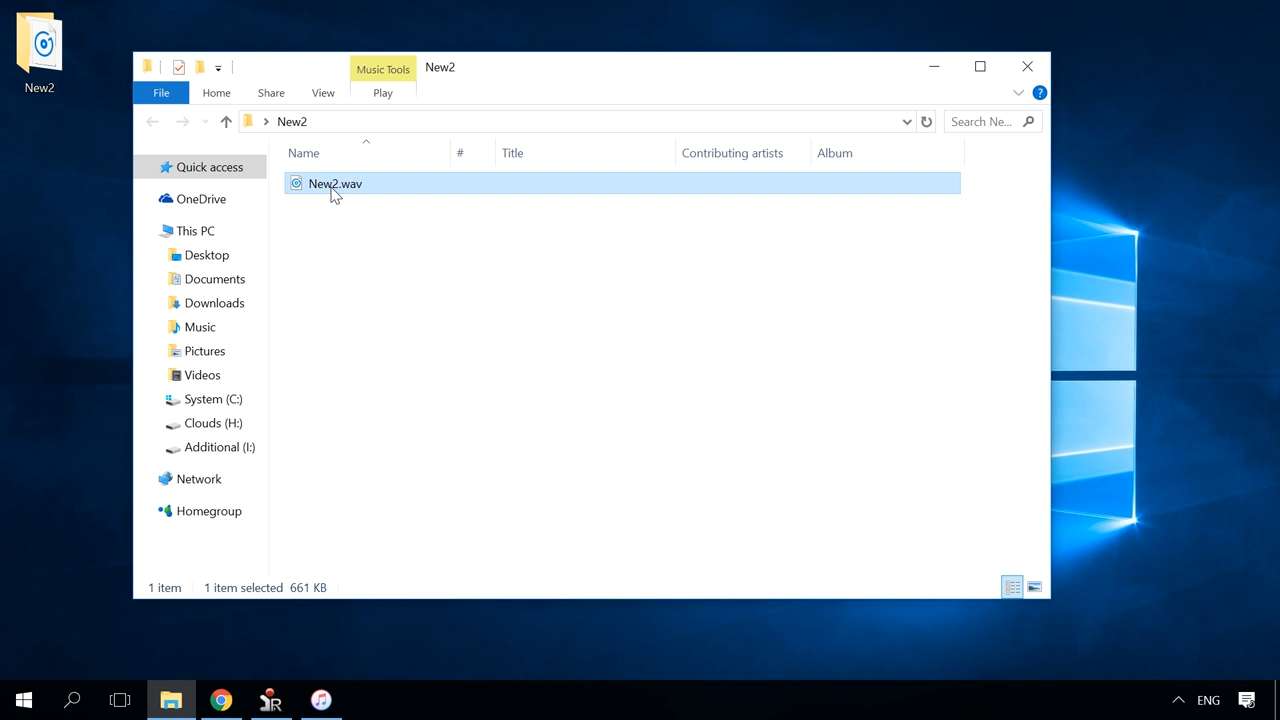 New2
Music Tools
New2
File
Home
Share
View
Play
New2
Search Ne...
Name
#
Title
Contributing artists
Album
New2.wav
Quick access
OneDrive
This PC
Desktop
Documents
Downloads
Music
Pictures
Videos
System (C:)
Clouds (H:)
Additional (I:)
Network
Homegroup
1 item
1 item selected 661 KB
ENG